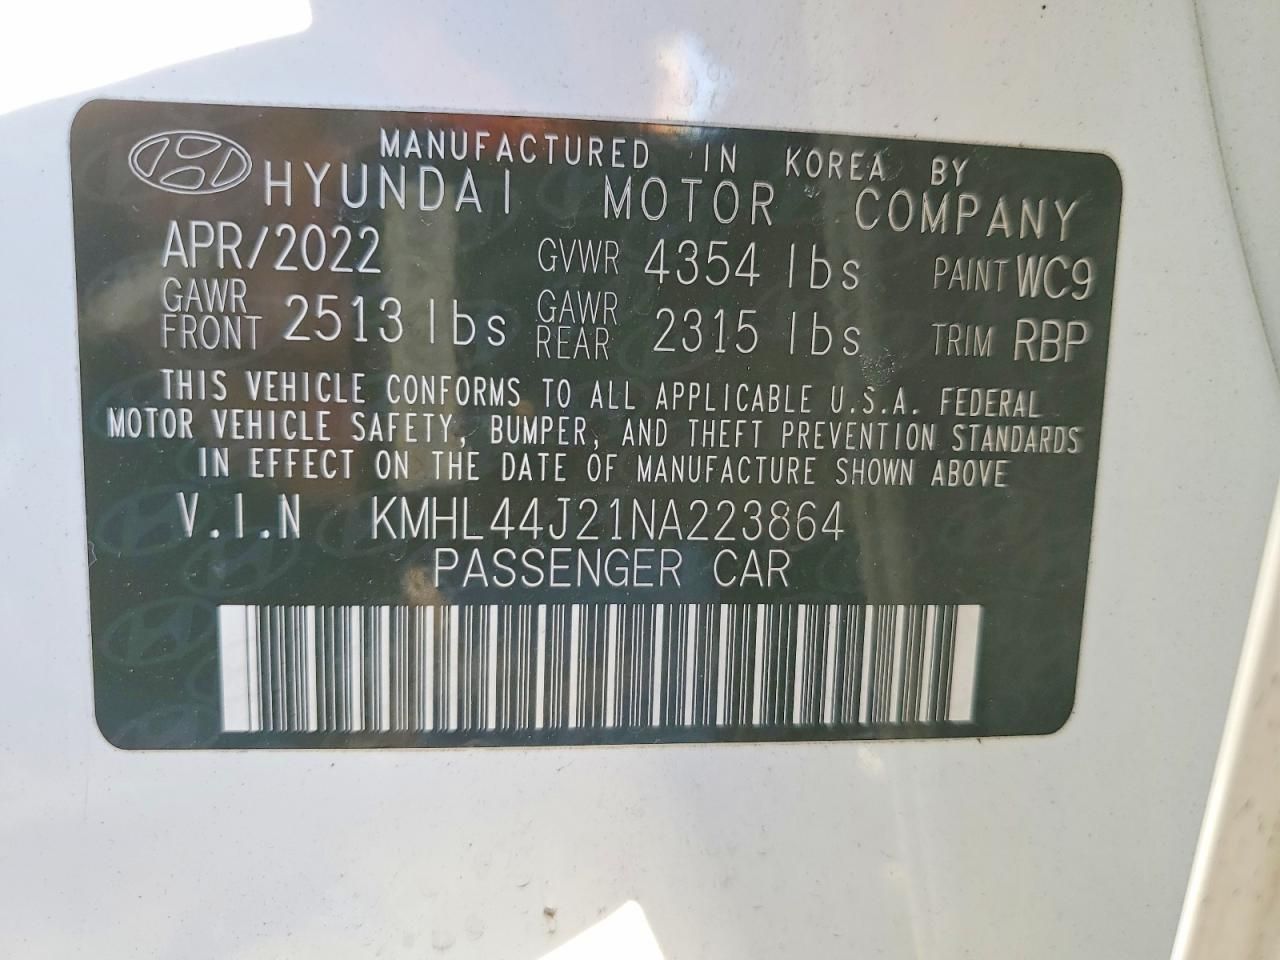 MANUFACTURED IN KOREA BY
HYUNDAI MOTOR COMPANY
APR/2022 GVWR 4354 lbs PAINT WC9
GAWR FRONT 2513 lbs GAWR REAR 2315 lbs TRIM RBP
THIS VEHICLE CONFORMS TO ALL APPLICABLE U.S.A. FEDERAL
MOTOR VEHICLE SAFETY, BUMPER, AND THEFT PREVENTION STANDARDS
IN EFFECT ON THE DATE OF MANUFACTURE SHOWN ABOVE
V.I.N KMHL44J21NA223864
PASSENGER CAR